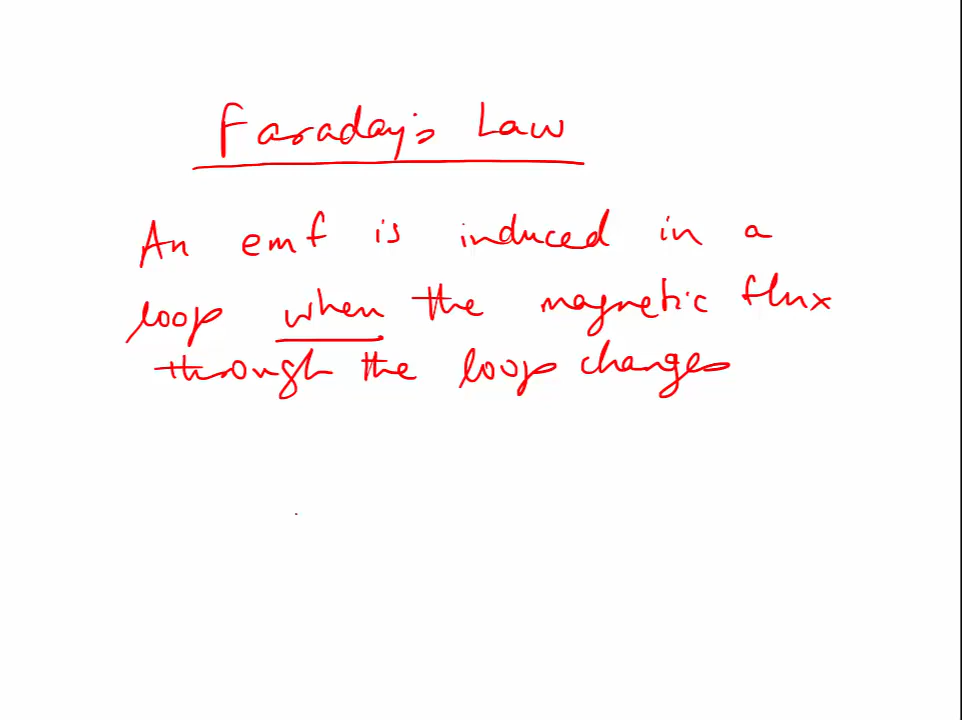 Faraday's Law
An emf is induced in a
loop when the magnetic flux
through the loop changes